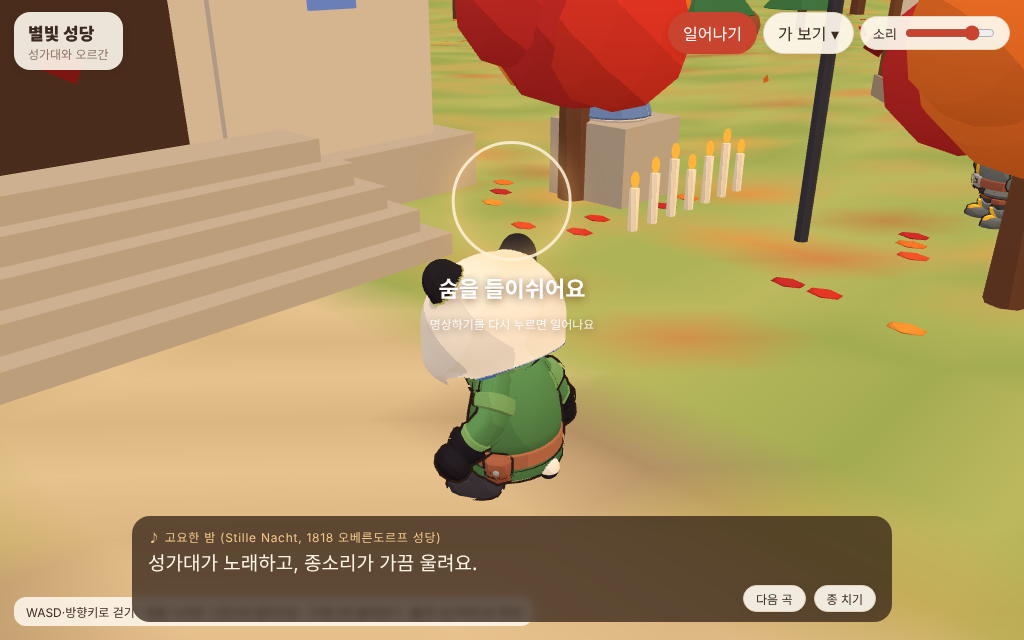 별빛 성당
성가대와 오르간
일어나기
가 보기 ▾
소리
숨을 들이쉬어요
명상하기를 다시 누르면 일어나요
♪ 고요한 밤 (Stille Nacht, 1818 오베른도르프 성당)
성가대가 노래하고, 종소리가 가끔 울려요.
다음 곡
종 치기
WASD·방향키로 걷기